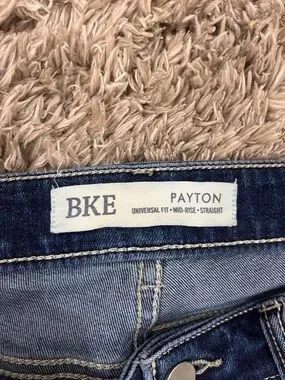 BKE
PAYTON
UNIVERSAL FIT • MID-RISE • STRAIGHT